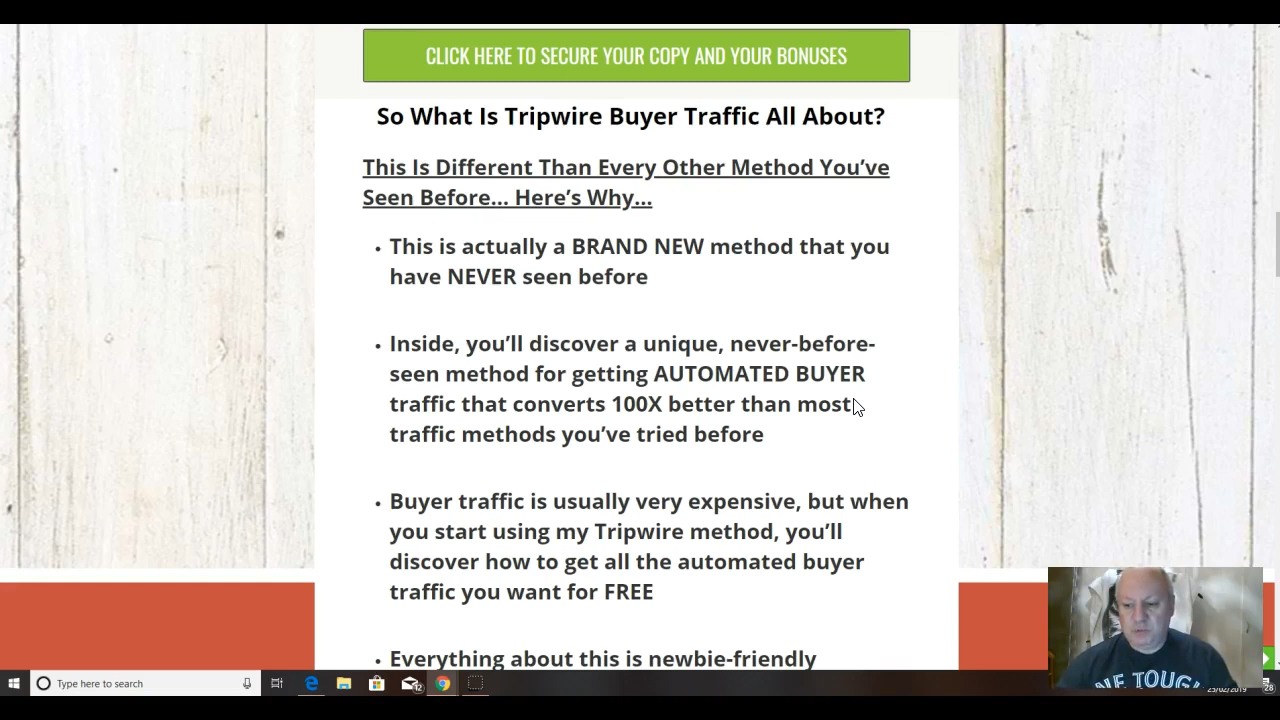 CLICK HERE TO SECURE YOUR COPY AND YOUR BONUSES
So What Is Tripwire Buyer Traffic All About?
This Is Different Than Every Other Method You’ve
Seen Before... Here’s Why...
• This is actually a BRAND NEW method that you
have NEVER seen before
• Inside, you’ll discover a unique, never-before-
seen method for getting AUTOMATED BUYER
traffic that converts 100X better than most
traffic methods you’ve tried before
• Buyer traffic is usually very expensive, but when
you start using my Tripwire method, you’ll
discover how to get all the automated buyer
traffic you want for FREE
• Everything about this is newbie-friendly
Type here to search
12
25/02/2019
28